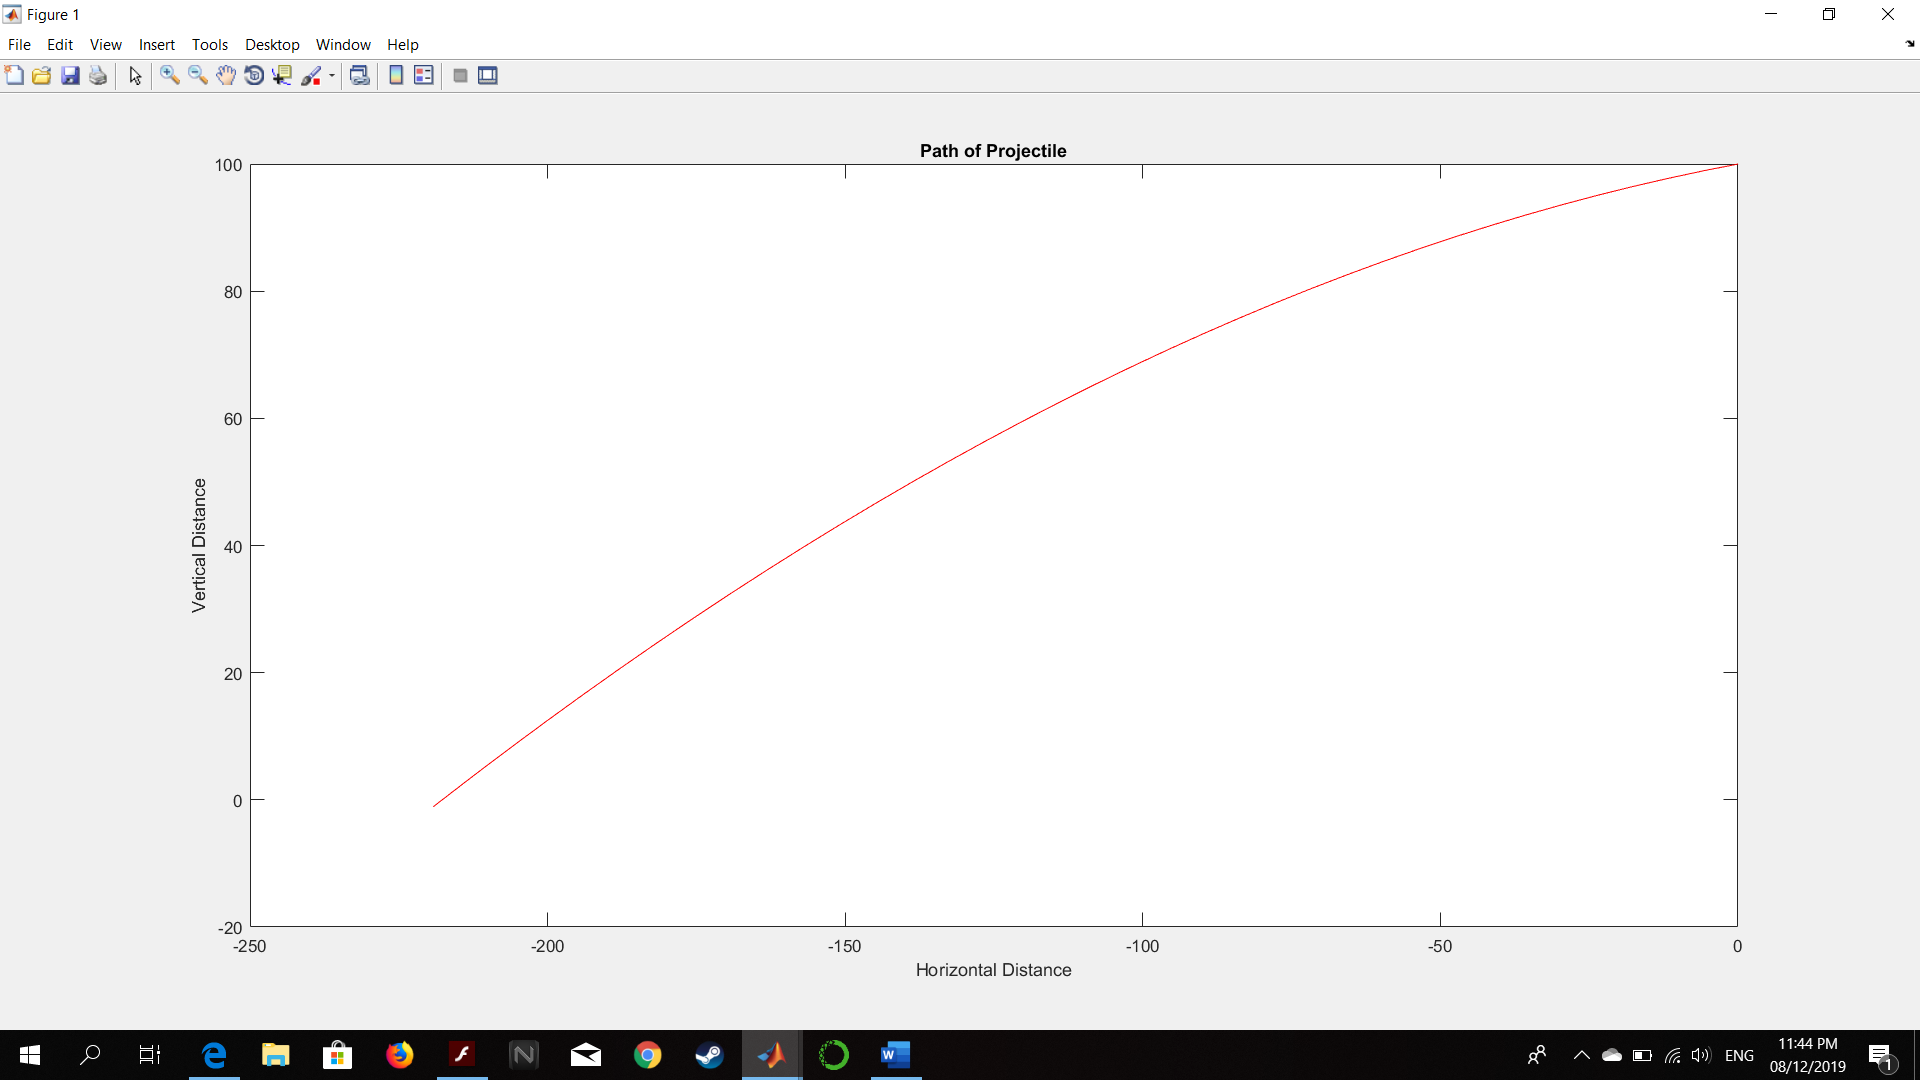 Figure 1
File Edit View Insert Tools Desktop Window Help
Path of Projectile
100
80
60
40
20
0
-20
Vertical Distance
-250 -200 -150 -100 -50 0
Horizontal Distance
N
W
ENG
11:44 PM
08/12/2019
1